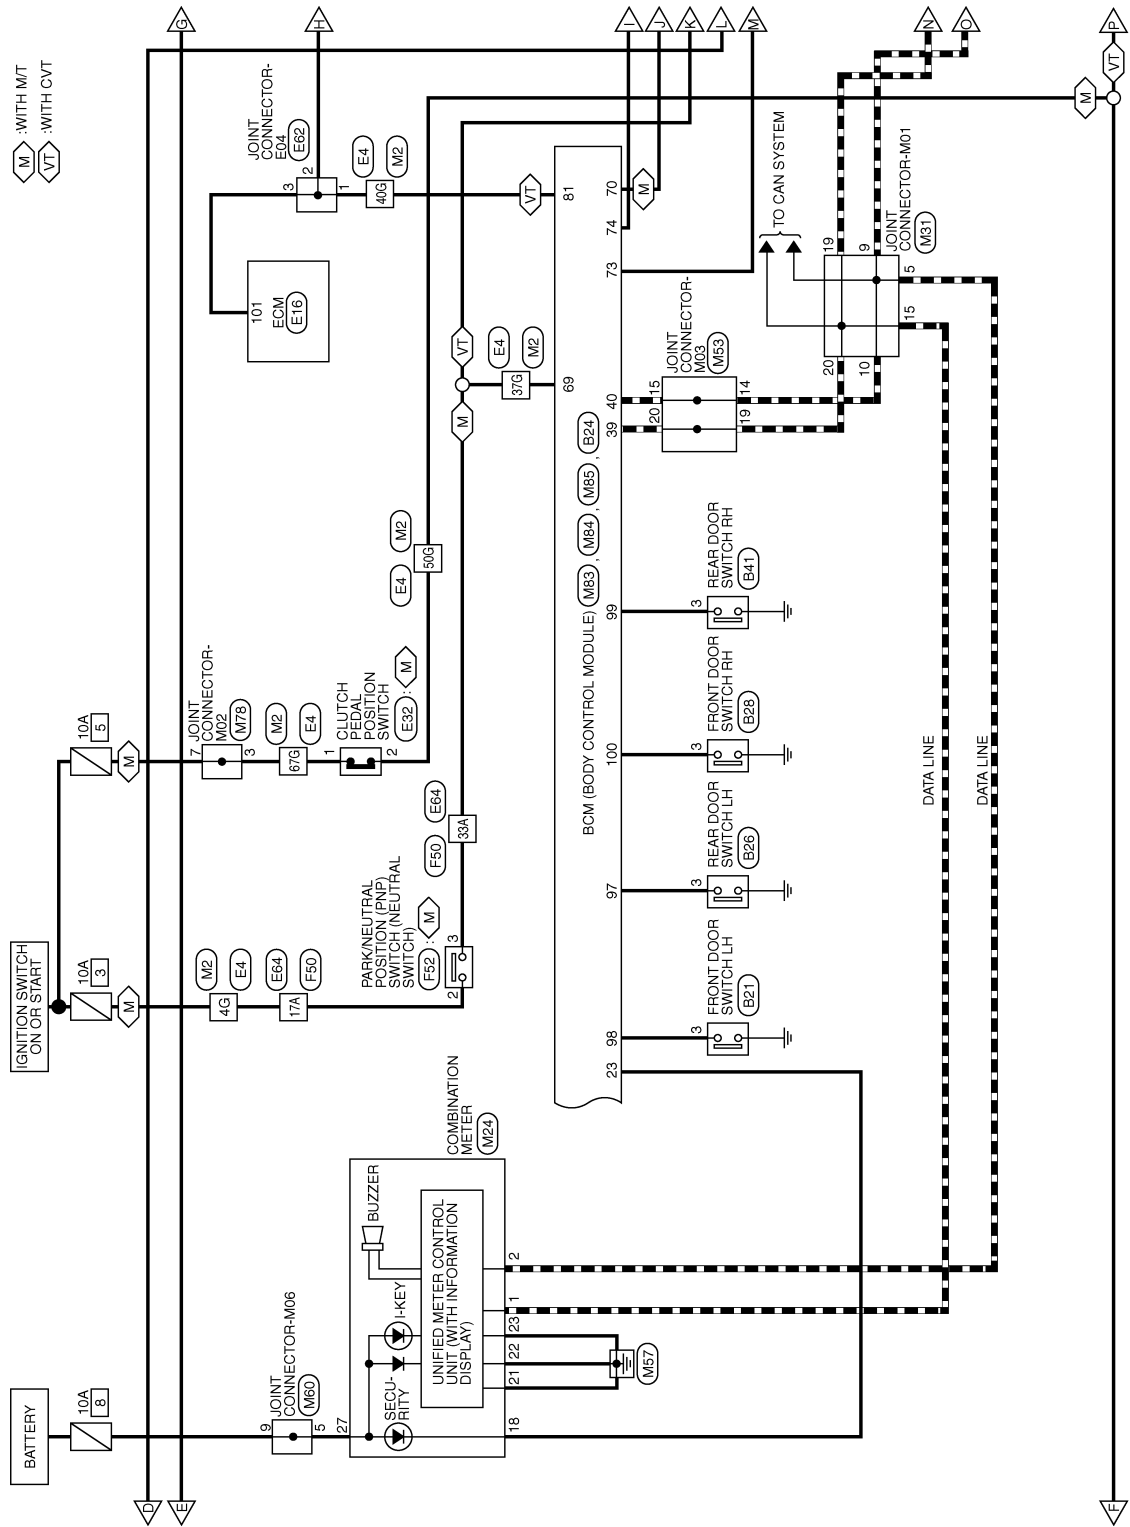 BATTERY
10A
8
IGNITION SWITCH
ON OR START
10A
3
10A
5
M
M
M :WITH M/T
VT :WITH CVT
D
E
F
G
H
I
J
K
L
M
N
O
P
VT
M
9
JOINT
CONNECTOR-M06
M60
5
27
SECU-
RITY
I-KEY
BUZZER
UNIFIED METER CONTROL
UNIT (WITH INFORMATION
DISPLAY)
COMBINATION
METER
M24
18
21
22
23
1
2
M57
M2
4G
E4
E64
17A
F50
PARK/NEUTRAL
POSITION (PNP)
SWITCH (NEUTRAL
SWITCH)
F52 : M
2
3
F50
33A
E64
7
JOINT
CONNECTOR-
M02
M78
3
M2
67G
E4
1
CLUTCH
PEDAL
POSITION
SWITCH
E32 : M
2
E4
50G
M2
101
ECM
E16
JOINT
CONNECTOR-
E04
E62
3
2
1
E4
40G
M2
VT
M
VT
E4
37G
M2
81
69
BCM (BODY CONTROL MODULE) M83 , M84 , M85 , B24
23
98
97
100
99
39
40
73
74
70
M
3
FRONT DOOR
SWITCH LH
B21
3
REAR DOOR
SWITCH LH
B26
3
FRONT DOOR
SWITCH RH
B28
3
REAR DOOR
SWITCH RH
B41
20
15
JOINT
CONNECTOR-
M03
M53
19
14
TO CAN SYSTEM
20
19
10
9
JOINT
CONNECTOR-M01
M31
15
5
DATA LINE
DATA LINE